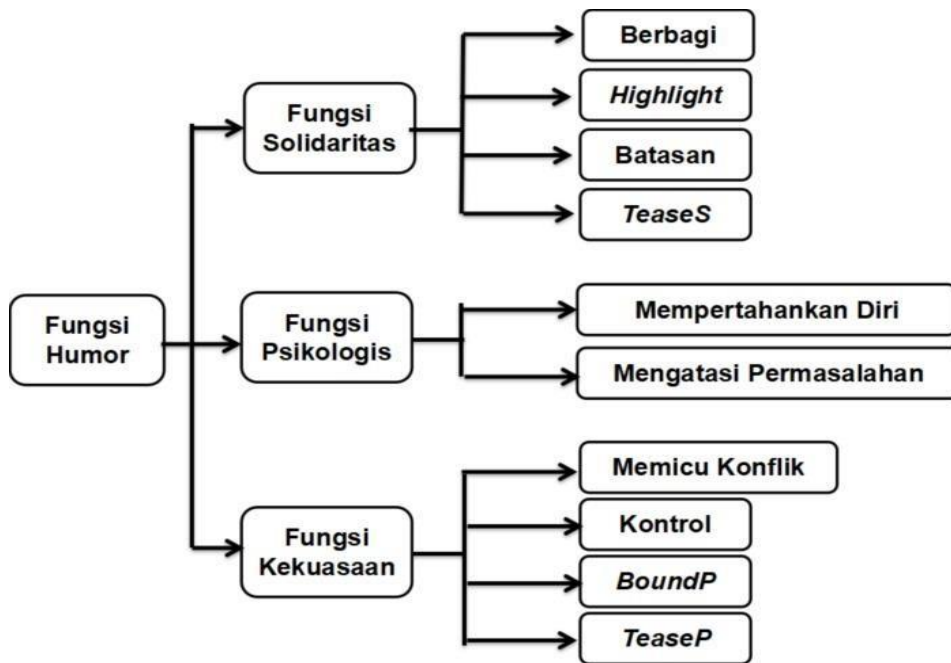 Berbagi
Fungsi
Solidaritas
Highlight
Batasan
TeaseS
Fungsi
Humor
Fungsi
Psikologis
Mempertahankan Diri
Mengatasi Permasalahan
Memicu Konflik
Fungsi
Kekuasaan
Kontrol
BoundP
TeaseP